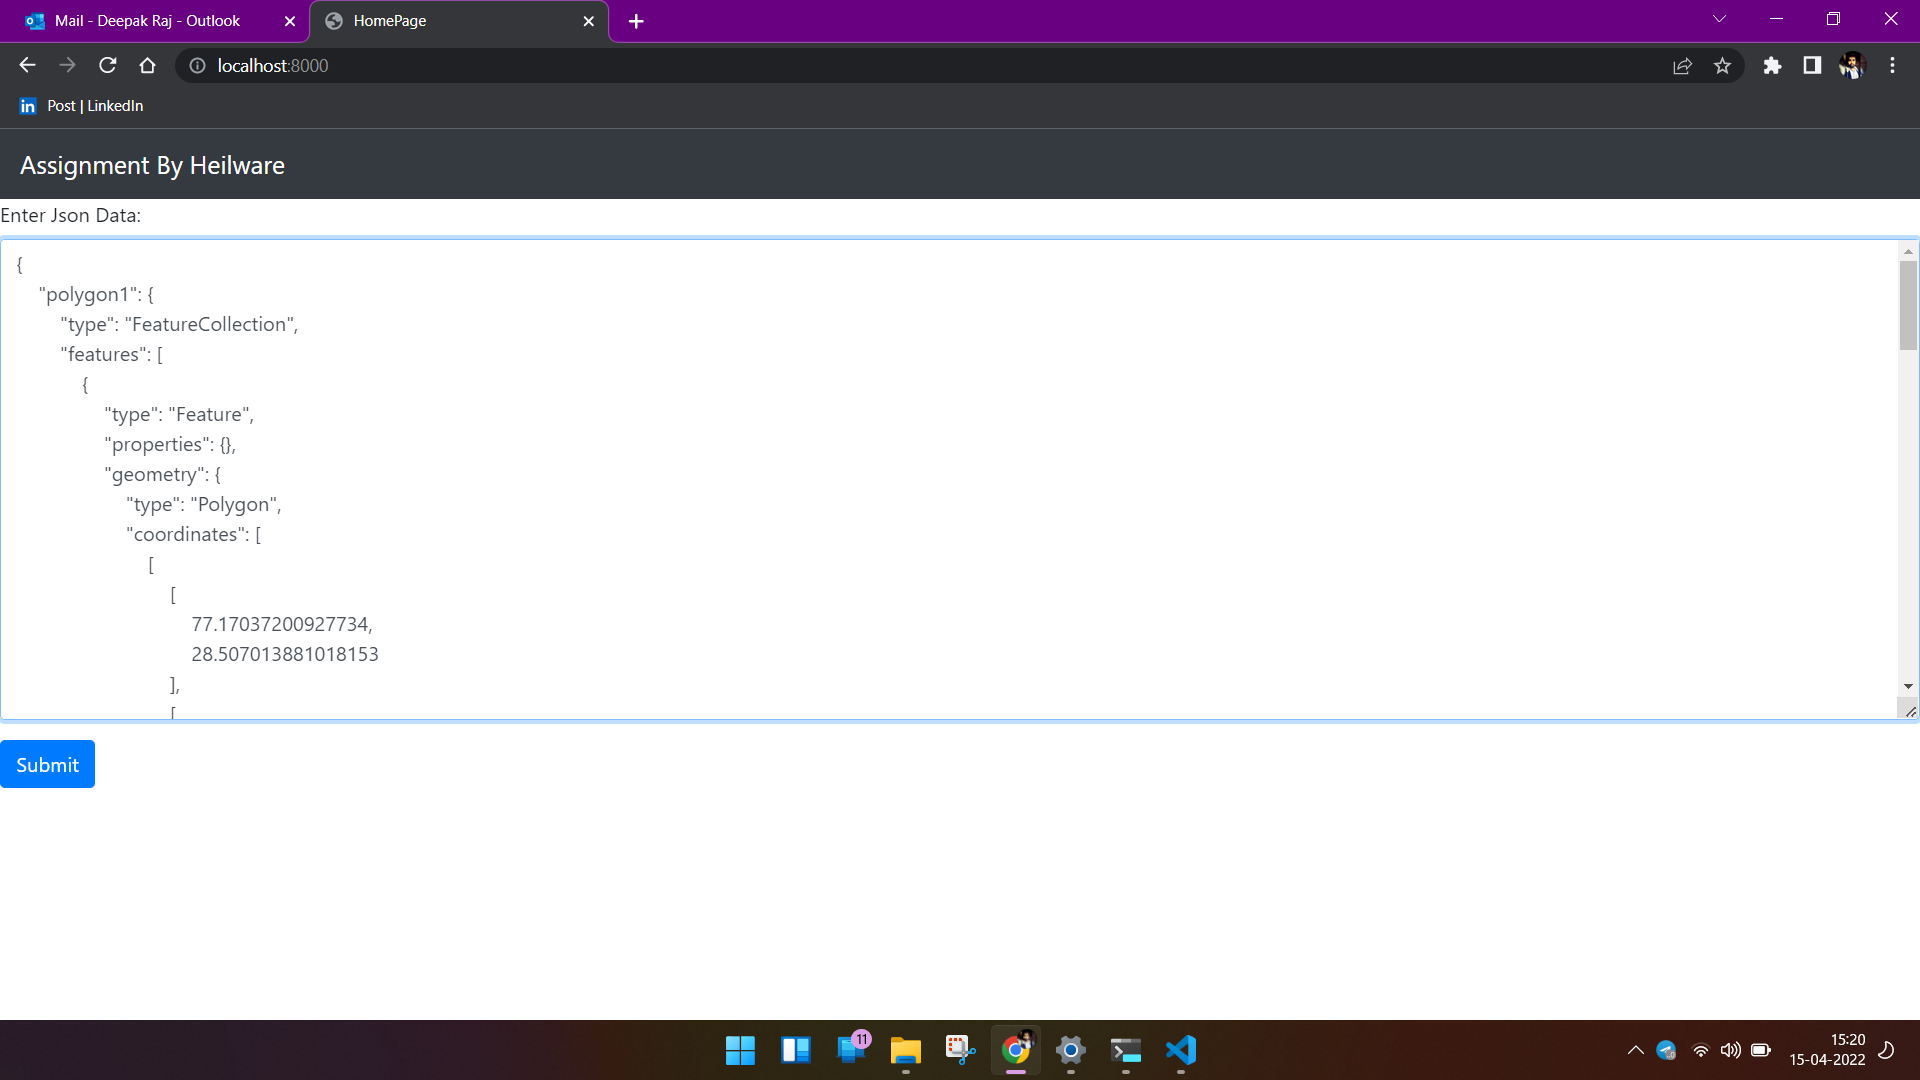 Mail - Deepak Raj - Outlook
HomePage
localhost:8000
in Post | LinkedIn
Assignment By Heilware
Enter Json Data:
{
"polygon1": {
"type": "FeatureCollection",
"features": [
{
"type": "Feature",
"properties": {},
"geometry": {
"type": "Polygon",
"coordinates": [
[
[
77.17037200927734,
28.507013881018153
],
[
Submit
11
15:20
15-04-2022